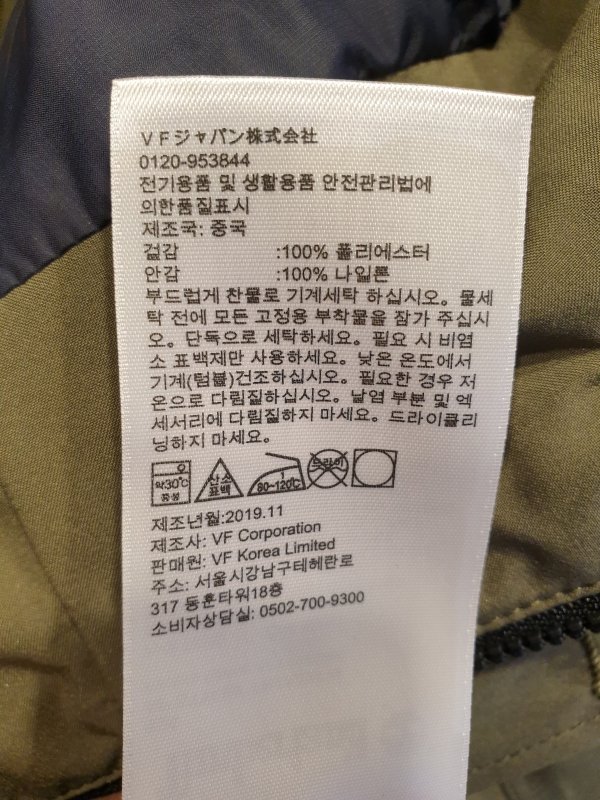 VFジャパン株式会社
0120-953844
전기용품 및 생활용품 안전관리법에
의한품질표시
제조국: 중국
겉감 :100% 폴리에스터
안감 :100% 나일론
부드럽게 찬물로 기계세탁 하십시오. 물세
탁 전에 모든 고정용 부착물을 잠가 주십시
오. 단독으로 세탁하세요. 필요 시 비염
소 표백제만 사용하세요. 낮은 온도에서
기계(텀블)건조하십시오. 필요한 경우 저
온으로 다림질하십시오. 날염 부분 및 엑
세서리에 다림질하지 마세요. 드라이클리
닝하지 마세요.
약30℃ 중성 산소 표백 1 80~120℃ 드라이
제조년월:2019.11
제조사: VF Corporation
판매원: VF Korea Limited
주소: 서울시강남구테헤란로
317 동훈타워18층
소비자상담실: 0502-700-9300